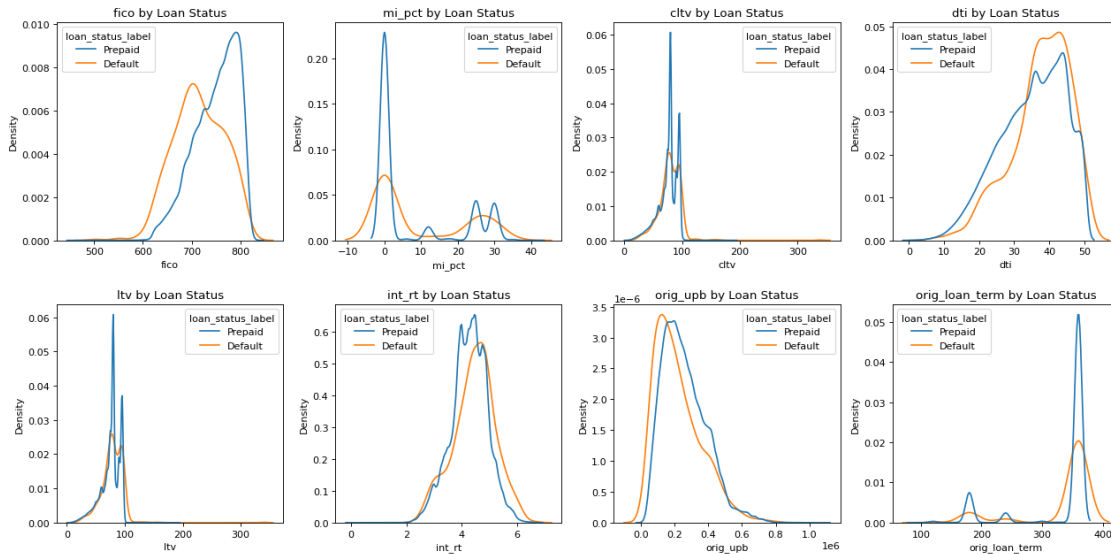 fico by Loan Status
loan_status_label
Prepaid
Default
0.010
0.008
0.006
0.004
0.002
0.000
Density
500
600
700
800
fico
mi_pct by Loan Status
loan_status_label
Prepaid
Default
0.20
0.15
0.10
0.05
0.00
Density
−10
0
10
20
30
40
mi_pct
cltv by Loan Status
loan_status_label
Prepaid
Default
0.06
0.05
0.04
0.03
0.02
0.01
0.00
Density
0
100
200
300
cltv
dti by Loan Status
loan_status_label
Prepaid
Default
0.05
0.04
0.03
0.02
0.01
0.00
Density
0
10
20
30
40
50
dti
ltv by Loan Status
loan_status_label
Prepaid
Default
0.06
0.05
0.04
0.03
0.02
0.01
0.00
Density
0
100
200
300
ltv
int_rt by Loan Status
loan_status_label
Prepaid
Default
0.6
0.5
0.4
0.3
0.2
0.1
0.0
Density
0
2
4
6
int_rt
1e−6
orig_upb by Loan Status
loan_status_label
Prepaid
Default
3.5
3.0
2.5
2.0
1.5
1.0
0.5
0.0
Density
0.0
0.2
0.4
0.6
0.8
1.0
1e6
orig_upb
orig_loan_term by Loan Status
loan_status_label
Prepaid
Default
0.05
0.04
0.03
0.02
0.01
0.00
Density
100
200
300
400
orig_loan_term